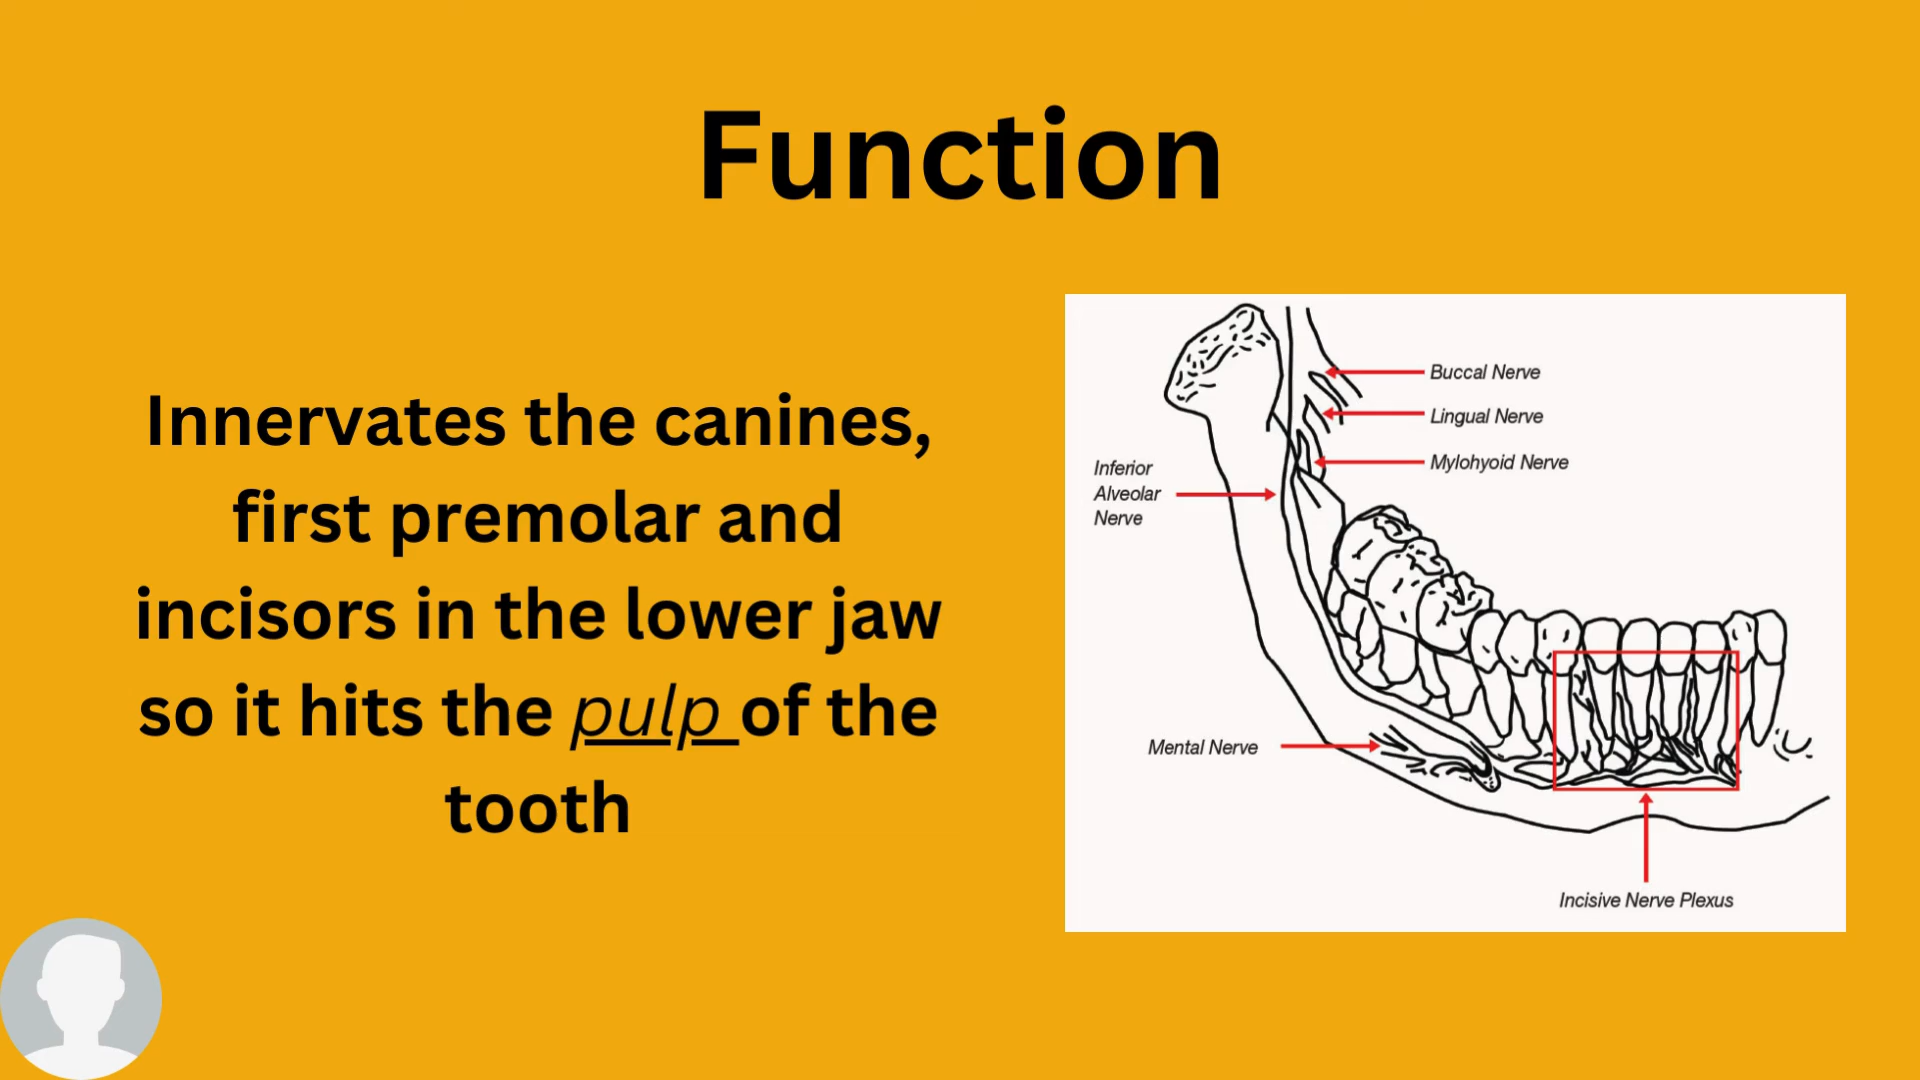 Function
Innervates the canines,
first premolar and
incisors in the lower jaw
so it hits the pulp of the
tooth
Buccal Nerve
Lingual Nerve
Mylohyoid Nerve
Inferior
Alveolar
Nerve
Mental Nerve
Incisive Nerve Plexus